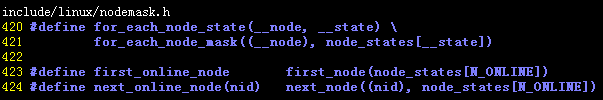 include/linux/nodemask.h
420 #define for_each_node_state(__node, __state) \
421         for_each_node_mask((__node), node_states[__state])
422
423 #define first_online_node       first_node(node_states[N_ONLINE])
424 #define next_online_node(nid)   next_node((nid), node_states[N_ONLINE])